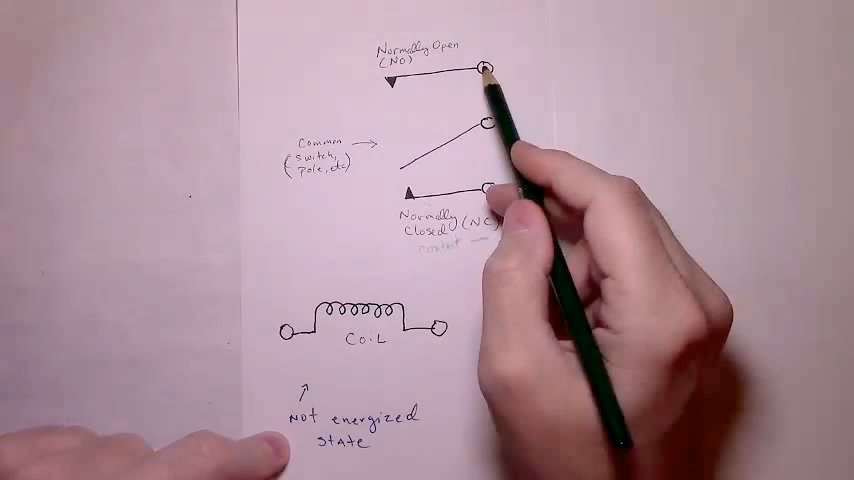 Normally Open
(NO)
Common →
(switch,
pole, etc)
Normally
Closed (NC)
contact
COIL
NOT energized
STATE